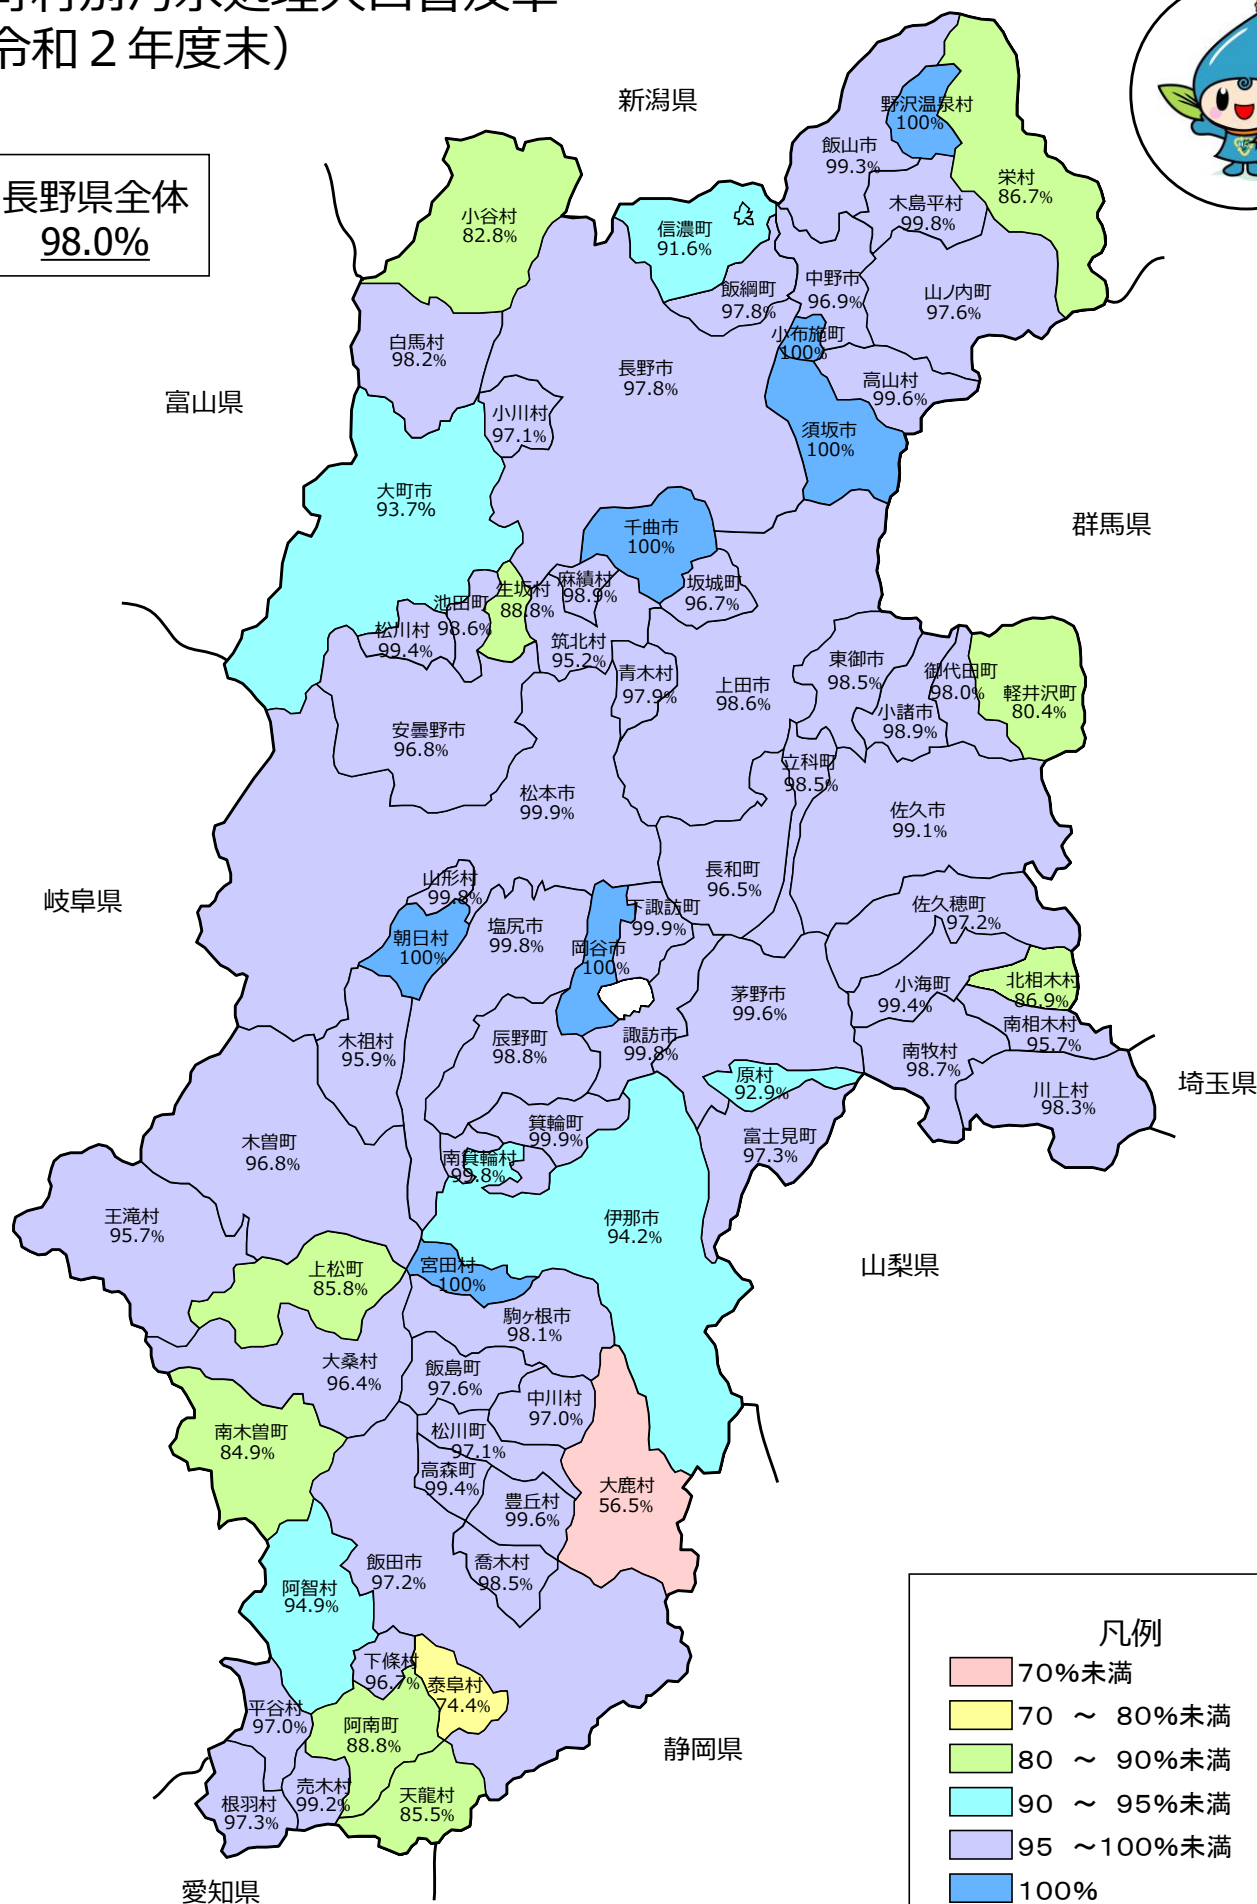 町村別汚水処理人口普及率
令和２年度末）
長野県全体
98.0%
新潟県
富山県
群馬県
岐阜県
埼玉県
山梨県
静岡県
愛知県
野沢温泉村
100%
飯山市
99.3%
栄村
86.7%
木島平村
99.8%
小谷村
82.8%
信濃町
91.6%
飯綱町
97.8%
中野市
96.9%
山ノ内町
97.6%
小布施町
100%
白馬村
98.2%
長野市
97.8%
高山村
99.6%
小川村
97.1%
須坂市
100%
大町市
93.7%
千曲市
100%
麻績村
98.9%
坂城町
96.7%
生坂村
88.8%
池田町
98.6%
松川村
99.4%
筑北村
95.2%
青木村
97.9%
上田市
98.6%
東御市
98.5%
御代田町
98.0%
軽井沢町
80.4%
小諸市
98.9%
安曇野市
96.8%
立科町
98.5%
松本市
99.9%
佐久市
99.1%
長和町
96.5%
山形村
99.8%
佐久穂町
97.2%
下諏訪町
99.9%
塩尻市
99.8%
朝日村
100%
岡谷市
100%
北相木村
86.9%
小海町
99.4%
茅野市
99.6%
南相木村
95.7%
木祖村
95.9%
辰野町
98.8%
諏訪市
99.8%
南牧村
98.7%
原村
92.9%
川上村
98.3%
箕輪町
99.9%
富士見町
97.3%
木曽町
96.8%
南箕輪村
99.8%
王滝村
95.7%
伊那市
94.2%
上松町
85.8%
宮田村
100%
駒ヶ根市
98.1%
大桑村
96.4%
飯島町
97.6%
中川村
97.0%
南木曽町
84.9%
松川町
97.1%
高森町
99.4%
大鹿村
56.5%
豊丘村
99.6%
飯田市
97.2%
喬木村
98.5%
阿智村
94.9%
下條村
96.7%
泰阜村
74.4%
平谷村
97.0%
阿南町
88.8%
売木村
99.2%
天龍村
85.5%
根羽村
97.3%
凡例
70%未満
70 ～ 80%未満
80 ～ 90%未満
90 ～ 95%未満
95 ～100%未満
100%